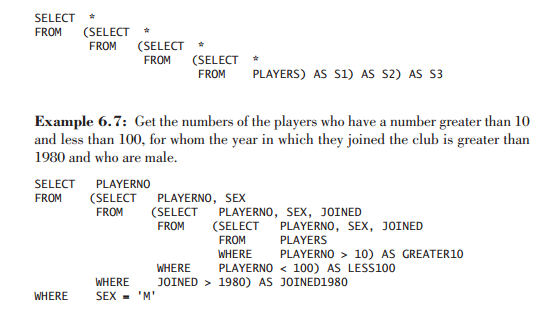 SELECT *
FROM (SELECT *
FROM (SELECT *
FROM (SELECT *
FROM PLAYERS) AS S1) AS S2) AS S3
Example 6.7: Get the numbers of the players who have a number greater than 10
and less than 100, for whom the year in which they joined the club is greater than
1980 and who are male.
SELECT PLAYERNO
FROM (SELECT PLAYERNO, SEX
FROM (SELECT PLAYERNO, SEX, JOINED
FROM (SELECT PLAYERNO, SEX, JOINED
FROM PLAYERS
WHERE PLAYERNO > 10) AS GREATER10
WHERE PLAYERNO < 100) AS LESS100
WHERE JOINED > 1980) AS JOINED1980
WHERE SEX = 'M'